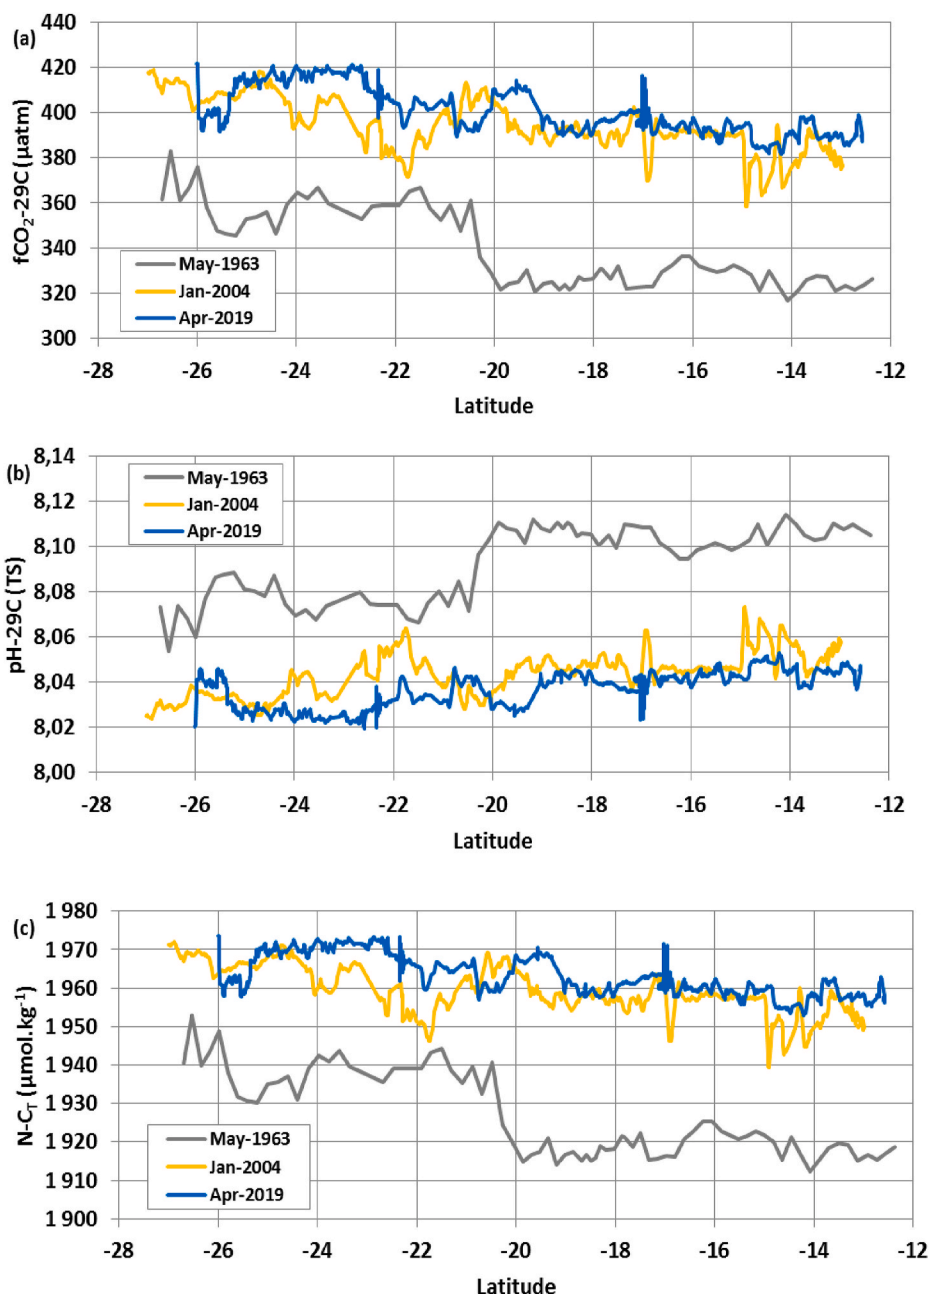 (a)
440
420
400
380
360
340
320
300
fCO₂-29C (µatm)
May-1963
Jan-2004
Apr-2019
-28 -26 -24 -22 -20 -18 -16 -14 -12
Latitude
(b)
8,14
8,12
8,10
8,08
8,06
8,04
8,02
8,00
pH-29C (TS)
May-1963
Jan-2004
Apr-2019
-28 -26 -24 -22 -20 -18 -16 -14 -12
Latitude
(c)
1 980
1 970
1 960
1 950
1 940
1 930
1 920
1 910
1 900
N-C_T (µmol.kg⁻¹)
May-1963
Jan-2004
Apr-2019
-28 -26 -24 -22 -20 -18 -16 -14 -12
Latitude